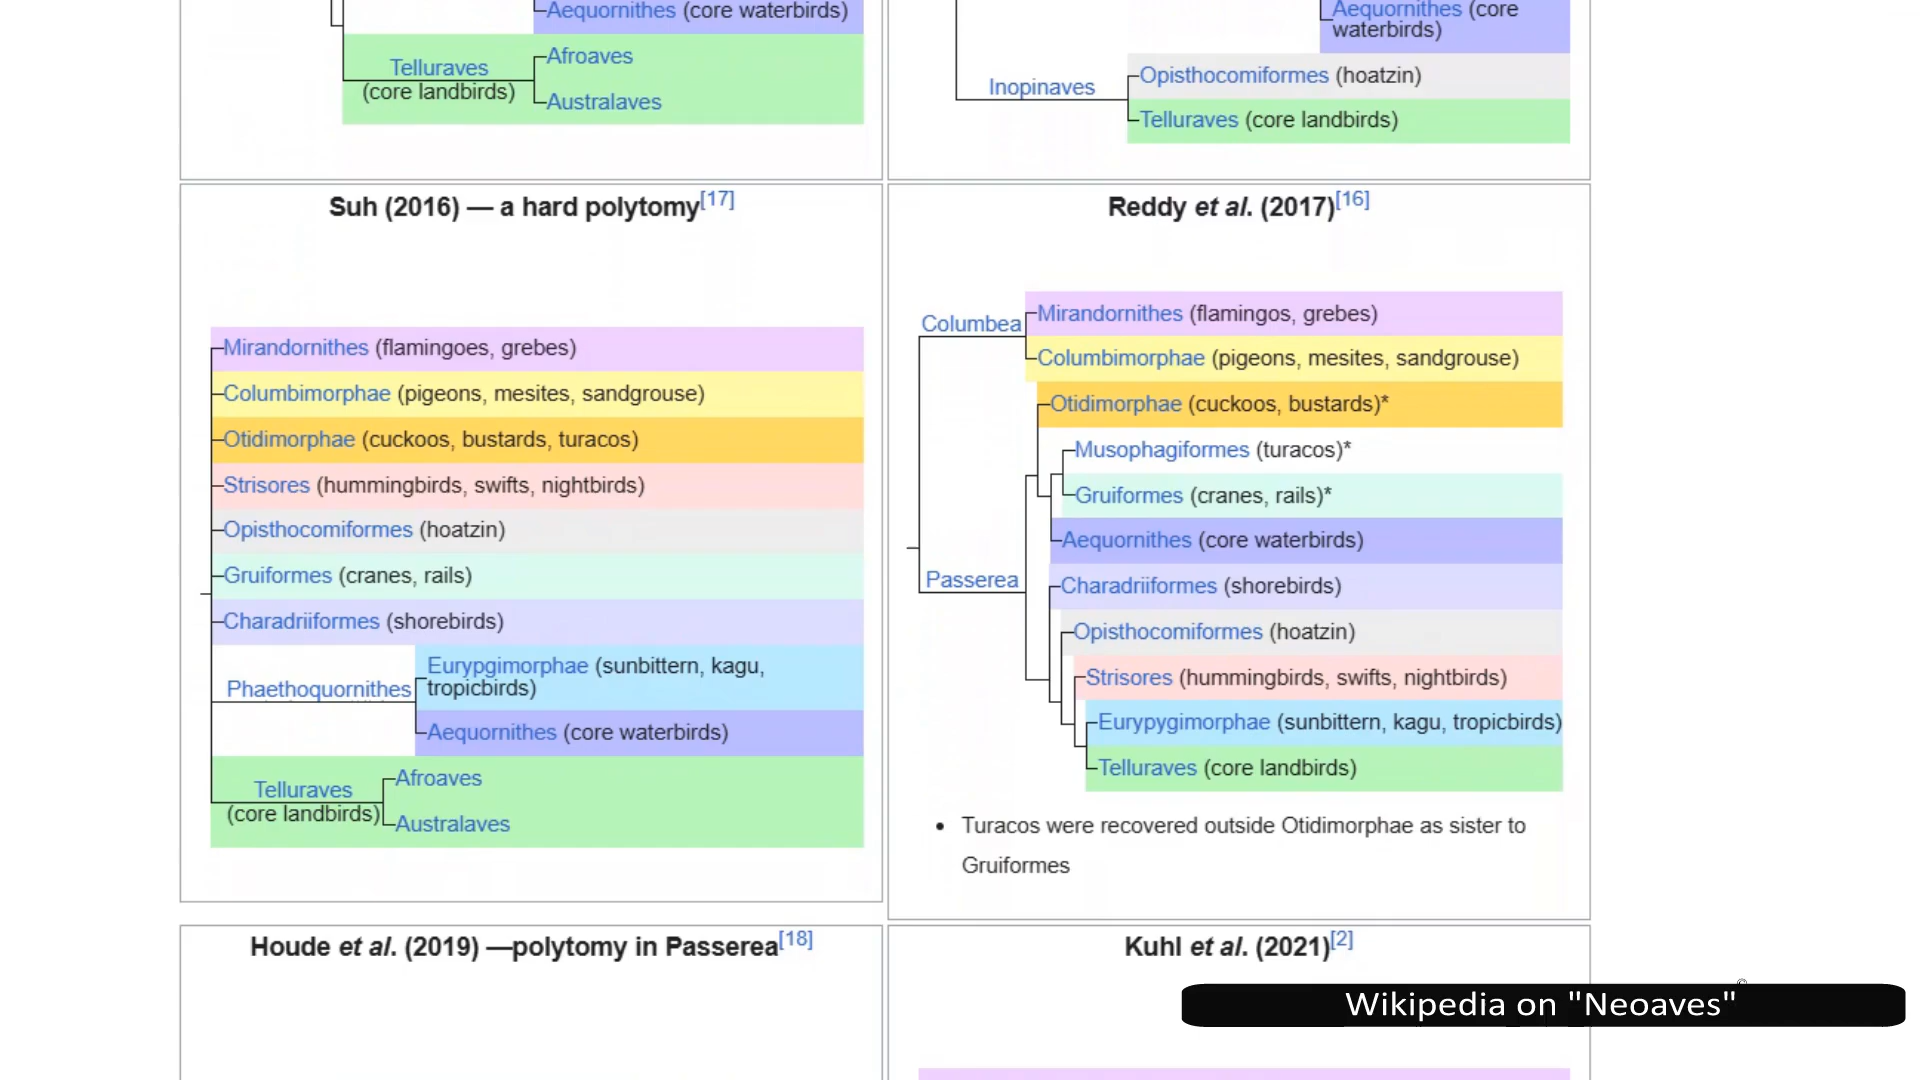 Aequornithes (core waterbirds)
Afroaves
Telluraves
(core landbirds)
Australaves
Aequornithes (core
waterbirds)
Opisthocomiformes (hoatzin)
Inopinaves
Telluraves (core landbirds)
Suh (2016) — a hard polytomy[17]
Mirandornithes (flamingoes, grebes)
Columbimorphae (pigeons, mesites, sandgrouse)
Otidimorphae (cuckoos, bustards, turacos)
Strisores (hummingbirds, swifts, nightbirds)
Opisthocomiformes (hoatzin)
Gruiformes (cranes, rails)
Charadriiformes (shorebirds)
Eurypgimorphae (sunbittern, kagu,
tropicbirds)
Phaethoquornithes
Aequornithes (core waterbirds)
Afroaves
Telluraves
(core landbirds)
Australaves
Reddy et al. (2017)[16]
Mirandornithes (flamingos, grebes)
Columbea
Columbimorphae (pigeons, mesites, sandgrouse)
Otidimorphae (cuckoos, bustards)*
Musophagiformes (turacos)*
Gruiformes (cranes, rails)*
Aequornithes (core waterbirds)
Passerea
Charadriiformes (shorebirds)
Opisthocomiformes (hoatzin)
Strisores (hummingbirds, swifts, nightbirds)
Eurypygimorphae (sunbittern, kagu, tropicbirds)
Telluraves (core landbirds)
• Turacos were recovered outside Otidimorphae as sister to
Gruiformes
Houde et al. (2019) —polytomy in Passerea[18]
Kuhl et al. (2021)[2]
Wikipedia on "Neoaves"